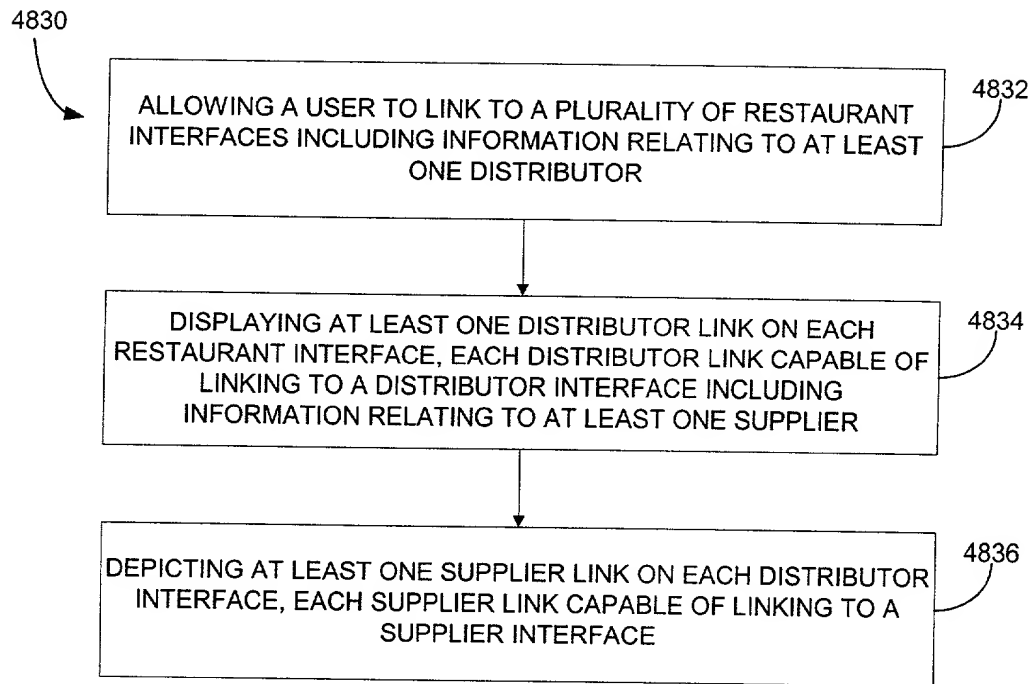 4830
ALLOWING A USER TO LINK TO A PLURALITY OF RESTAURANT
INTERFACES INCLUDING INFORMATION RELATING TO AT LEAST
ONE DISTRIBUTOR
4832
DISPLAYING AT LEAST ONE DISTRIBUTOR LINK ON EACH
RESTAURANT INTERFACE, EACH DISTRIBUTOR LINK CAPABLE OF
LINKING TO A DISTRIBUTOR INTERFACE INCLUDING
INFORMATION RELATING TO AT LEAST ONE SUPPLIER
4834
DEPICTING AT LEAST ONE SUPPLIER LINK ON EACH DISTRIBUTOR
INTERFACE, EACH SUPPLIER LINK CAPABLE OF LINKING TO A
SUPPLIER INTERFACE
4836